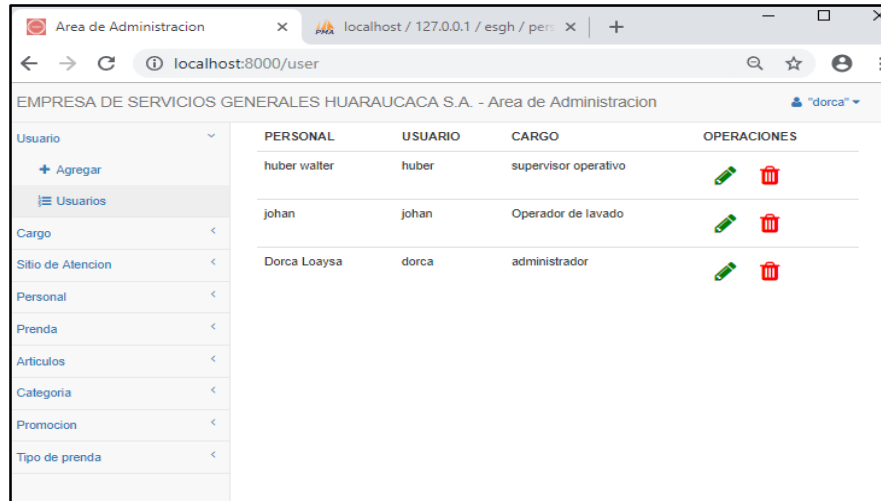 Area de Administracion
localhost / 127.0.0.1 / esgh / pers
localhost:8000/user
EMPRESA DE SERVICIOS GENERALES HUARAUCACA S.A. - Area de Administracion
"dorca"
Usuario
Agregar
Usuarios
Cargo
Sitio de Atencion
Personal
Prenda
Articulos
Categoria
Promocion
Tipo de prenda
PERSONAL USUARIO CARGO OPERACIONES
huber walter huber supervisor operativo
johan johan Operador de lavado
Dorca Loaysa dorca administrador